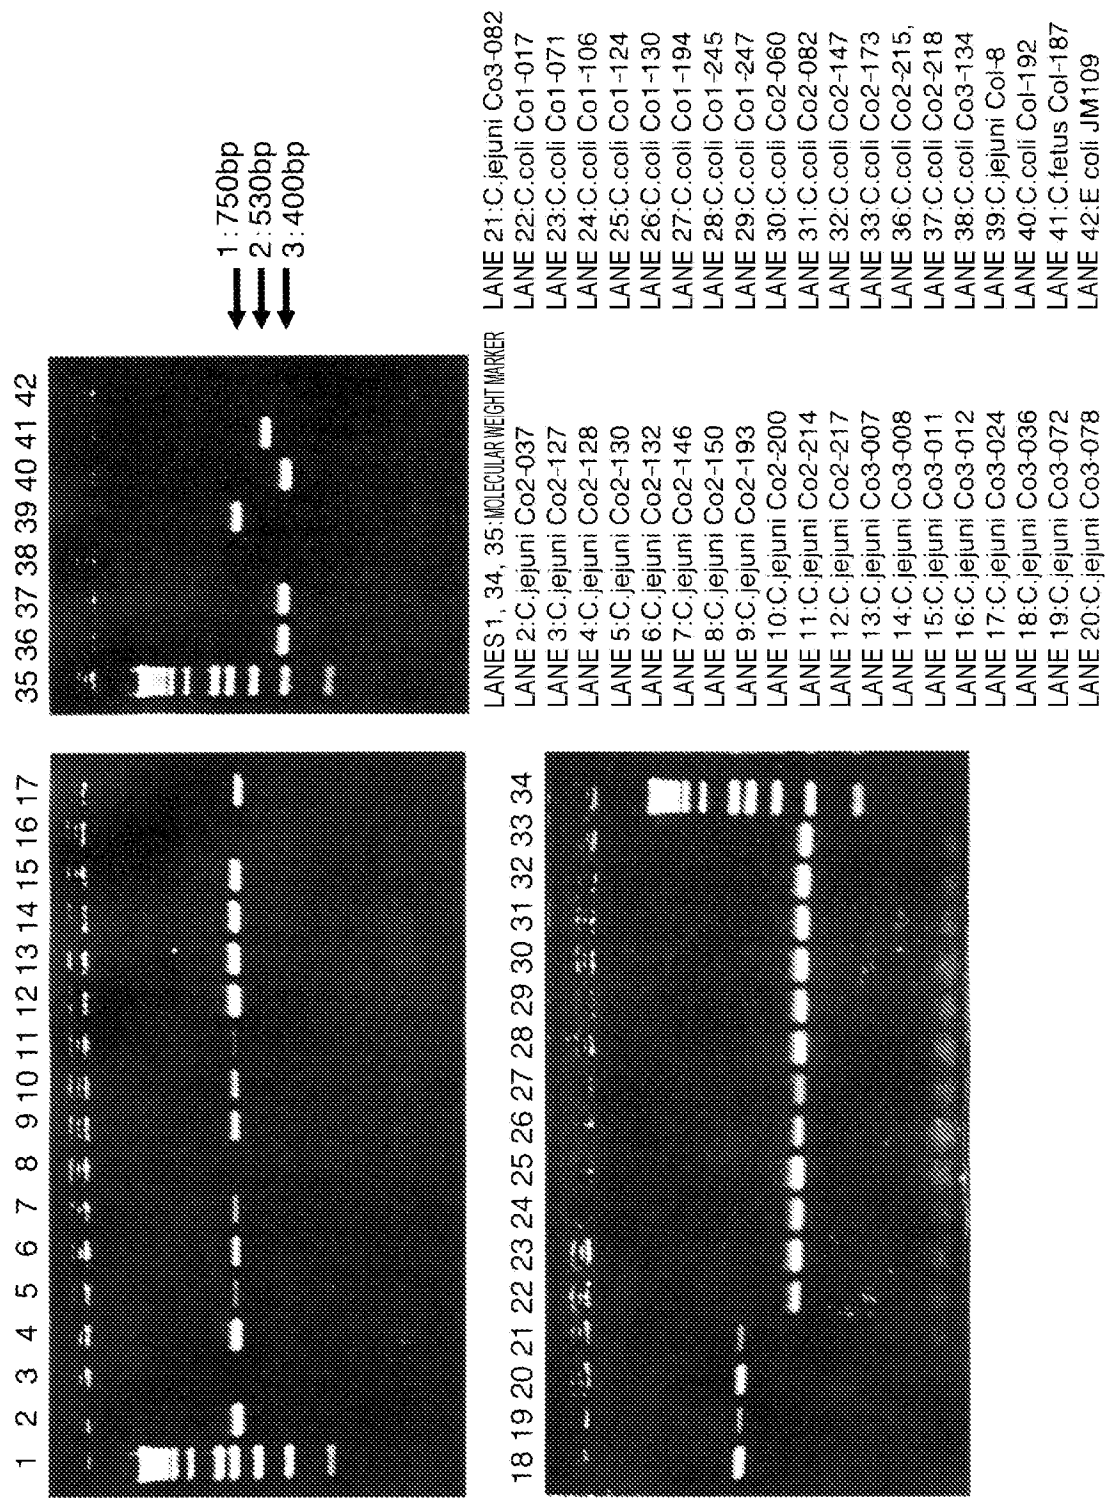 1 2 3 4 5 6 7 8 9 10 11 12 13 14 15 16 17
35 36 37 38 39 40 41 42
1:750bp
2:530bp
3:400bp
18 19 20 21 22 23 24 25 26 27 28 29 30 31 32 33 34
LANES 1, 34, 35:MOLECULAR WEIGHT MARKER
LANE 2:C.jejuni Co2-037
LANE 3:C.jejuni Co2-127
LANE 4:C.jejuni Co2-128
LANE 5:C.jejuni Co2-130
LANE 6:C.jejuni Co2-132
LANE 7:C.jejuni Co2-146
LANE 8:C.jejuni Co2-150
LANE 9:C.jejuni Co2-193
LANE 10:C.jejuni Co2-200
LANE 11:C.jejuni Co2-214
LANE 12:C.jejuni Co2-217
LANE 13:C.jejuni Co3-007
LANE 14:C.jejuni Co3-008
LANE 15:C.jejuni Co3-011
LANE 16:C.jejuni Co3-012
LANE 17:C.jejuni Co3-024
LANE 18:C.jejuni Co3-036
LANE 19:C.jejuni Co3-072
LANE 20:C.jejuni Co3-078
LANE 21:C.jejuni Co3-082
LANE 22:C.coli Co1-017
LANE 23:C.coli Co1-071
LANE 24:C.coli Co1-106
LANE 25:C.coli Co1-124
LANE 26:C.coli Co1-130
LANE 27:C.coli Co1-194
LANE 28:C.coli Co1-245
LANE 29:C.coli Co1-247
LANE 30:C.coli Co2-060
LANE 31:C.coli Co2-082
LANE 32:C.coli Co2-147
LANE 33:C.coli Co2-173
LANE 36:C.coli Co2-215,
LANE 37:C.coli Co2-218
LANE 38:C.coli Co3-134
LANE 39:C.jejuni Col-8
LANE 40:C.coli Col-192
LANE 41:C.fetus Col-187
LANE 42:E coli JM109